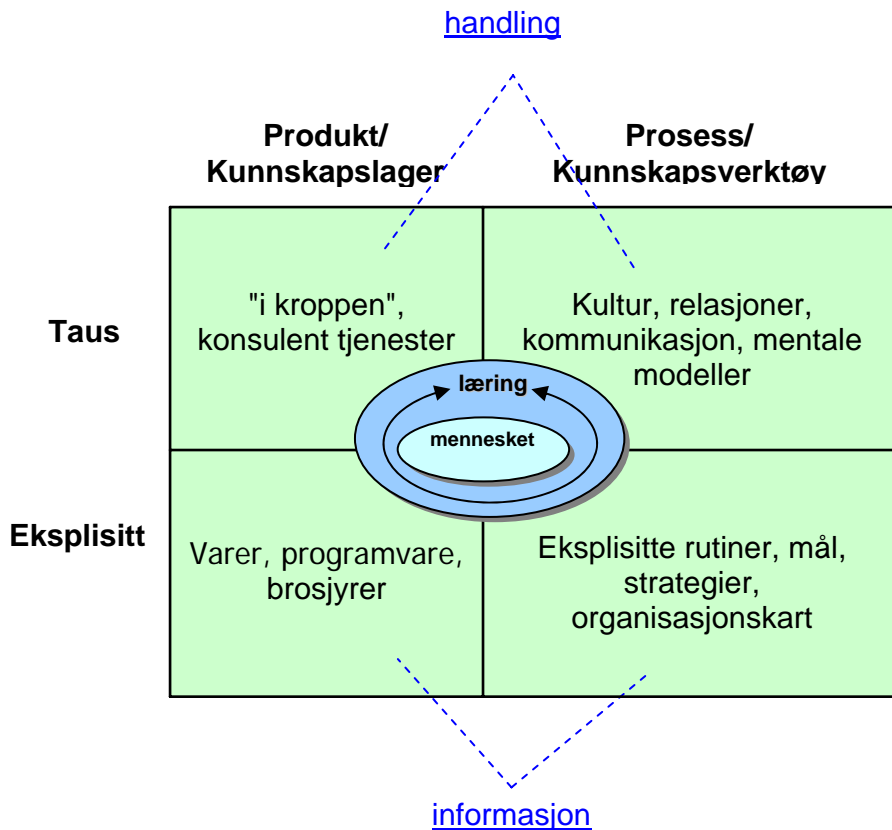 handling
Produkt/
Kunnskapslager
Prosess/
Kunnskapsverktøy
Taus
"i kroppen",
konsulent tjenester
Kultur, relasjoner,
kommunikasjon, mentale
modeller
læring
mennesket
Eksplisitt
Varer, programvare,
brosjyrer
Eksplisitte rutiner, mål,
strategier,
organisasjonskart
informasjon